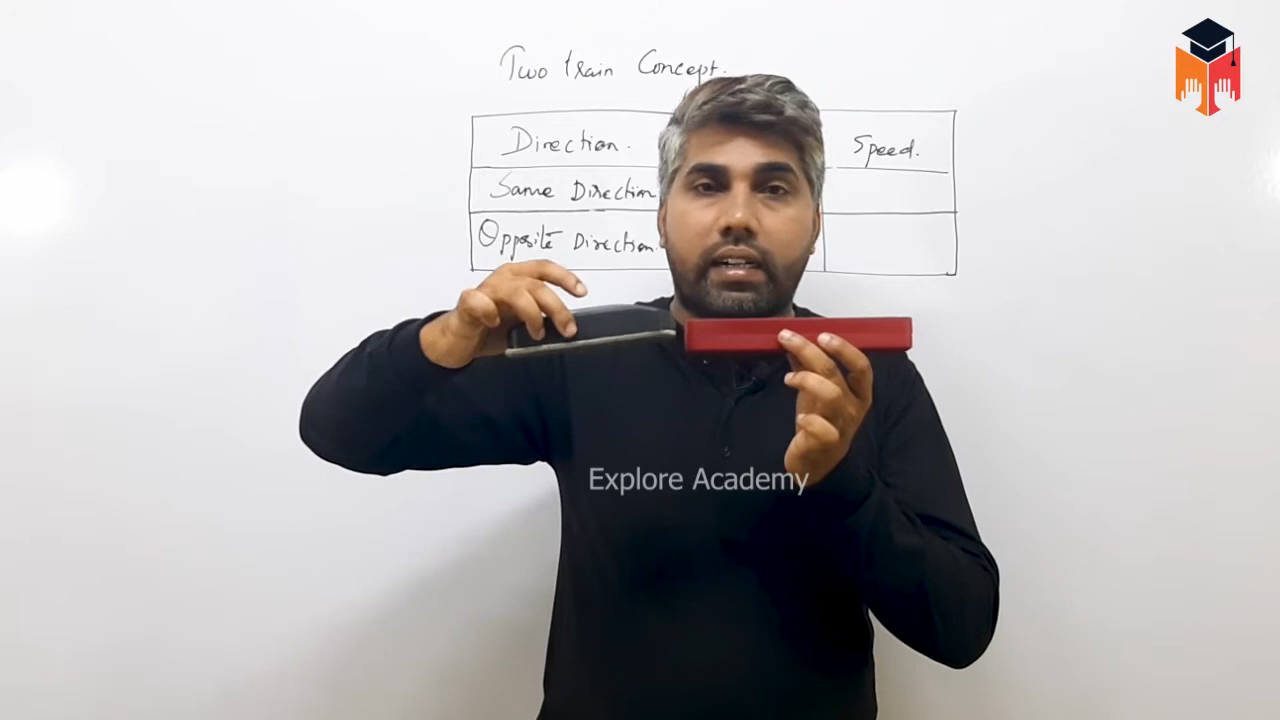 Two train Concept.
Direction. Speed.
Same Direction
Opposite Direction.
Explore Academy